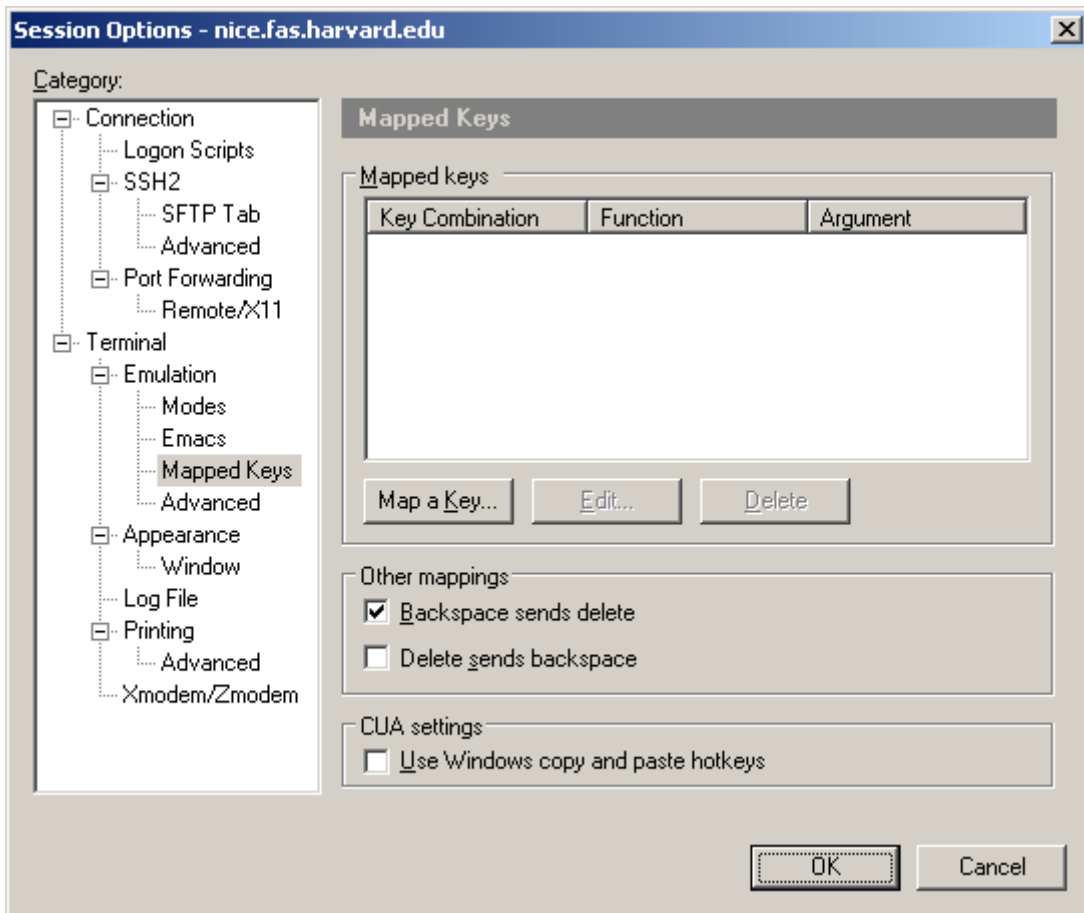 Session Options - nice.fas.harvard.edu
Category:
Connection
Logon Scripts
SSH2
SFTP Tab
Advanced
Port Forwarding
Remote/X11
Terminal
Emulation
Modes
Emacs
Mapped Keys
Advanced
Appearance
Window
Log File
Printing
Advanced
Xmodem/Zmodem
Mapped Keys
Mapped keys
Key Combination Function Argument
Map a Key... Edit... Delete
Other mappings
Backspace sends delete
Delete sends backspace
CUA settings
Use Windows copy and paste hotkeys
OK Cancel